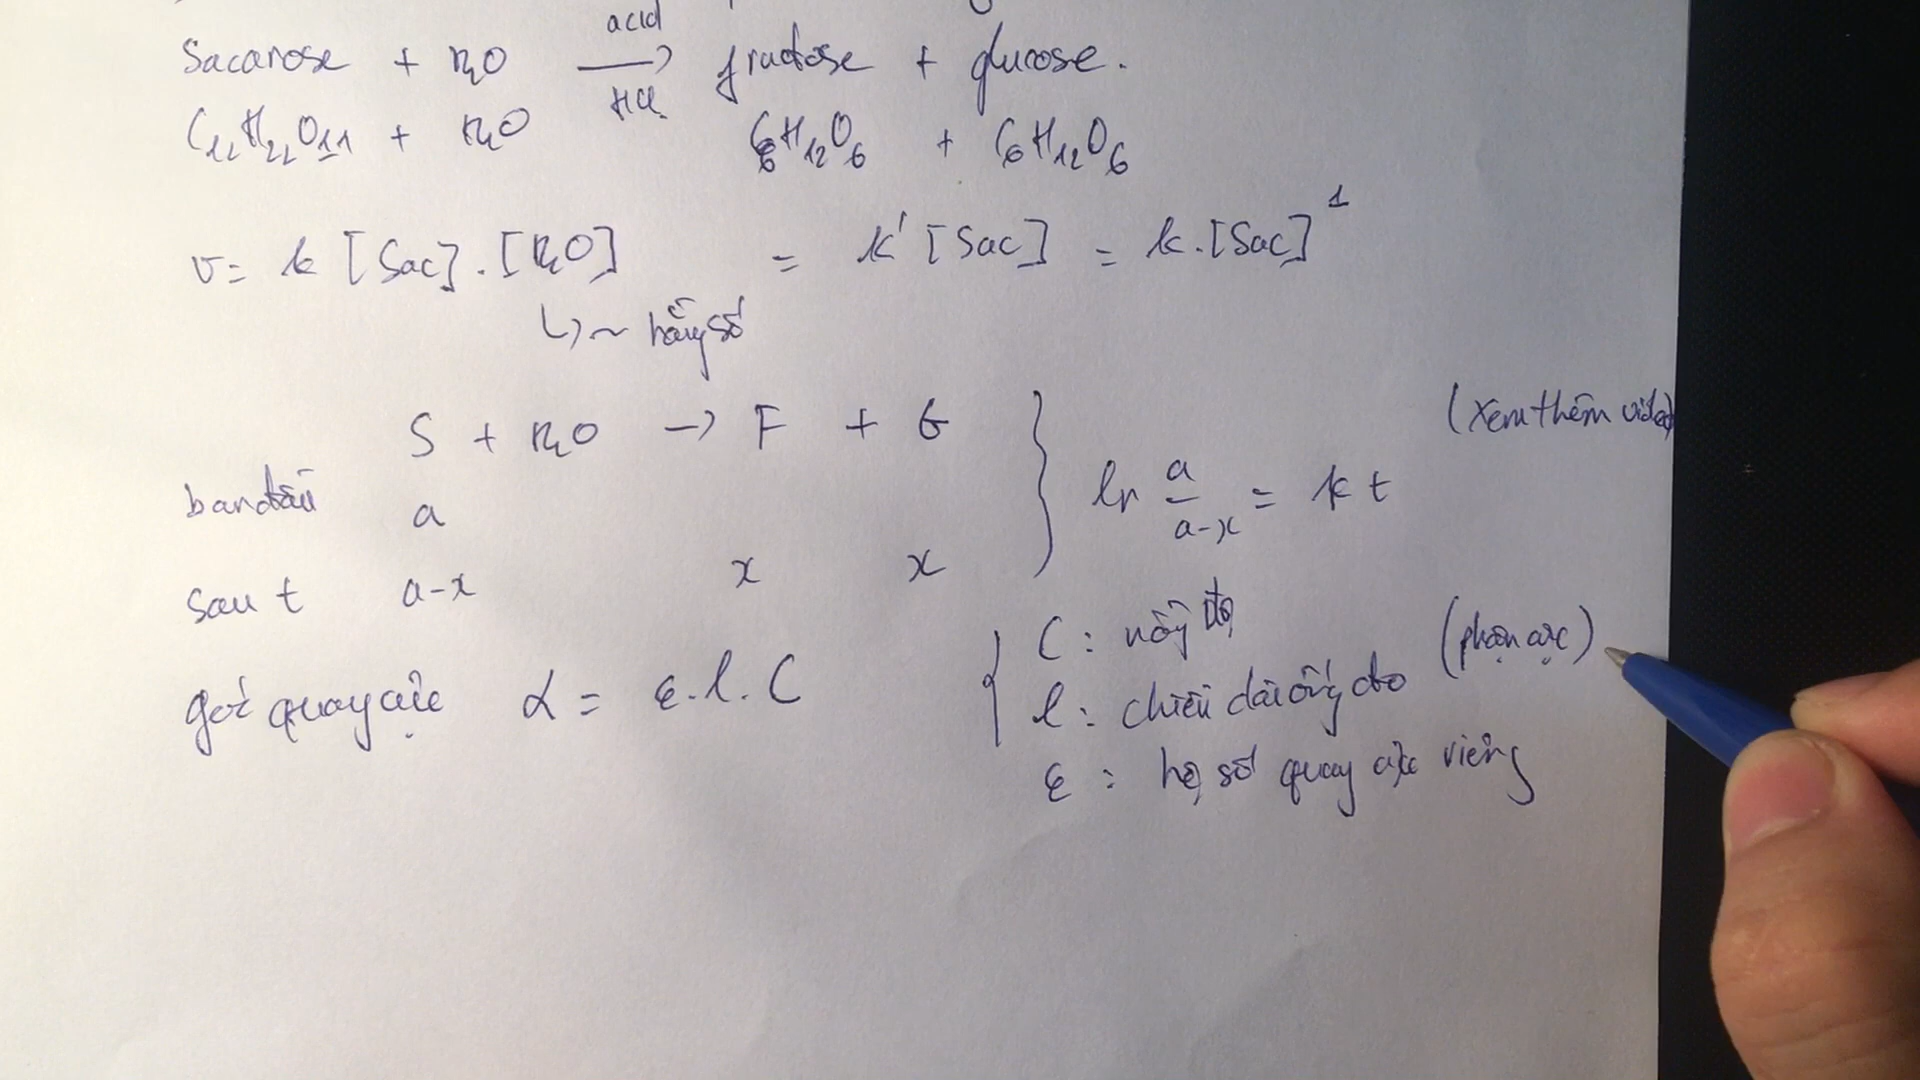 acid
Sacarose + H2O → fructose + glucose.
HCl
C12H22O11 + H2O C6H12O6 + C6H12O6
v = k [Sac] . [H2O] = k' [Sac] = k . [Sac]^1
↳ ~ hằng số
(Xem thêm video
S + H2O → F + G
ban đầu a
ln a/(a-x) = k t
sau t a-x x x
góc quay cực α = ε . l . C
C : nồng độ
l : chiều dài ống đo (phân cực)
ε : hệ số quay cực riêng